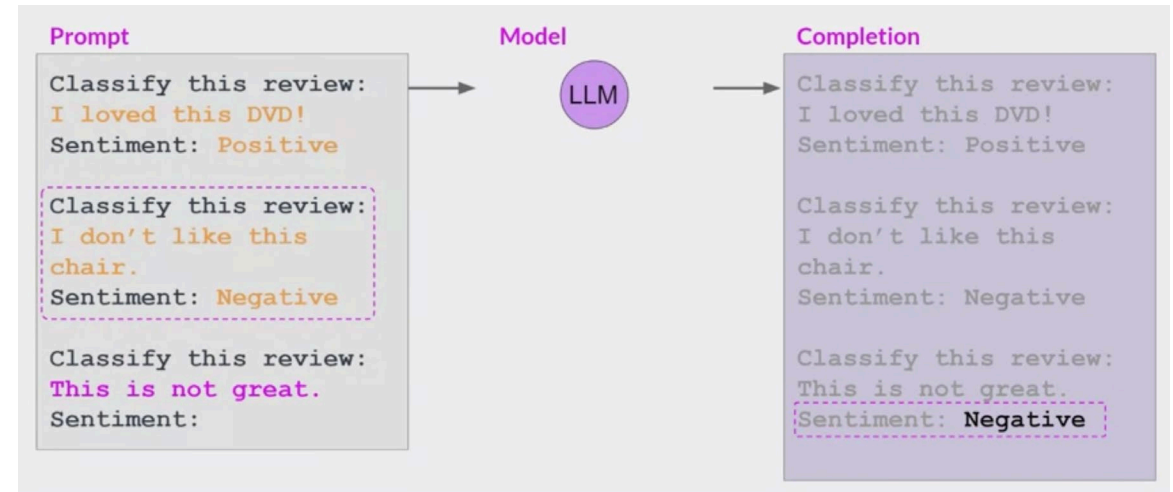 Prompt
Classify this review:
I loved this DVD!
Sentiment: Positive
Classify this review:
I don't like this
chair.
Sentiment: Negative
Classify this review:
This is not great.
Sentiment:
Model
LLM
Completion
Classify this review:
I loved this DVD!
Sentiment: Positive
Classify this review:
I don't like this
chair.
Sentiment: Negative
Classify this review:
This is not great.
Sentiment: Negative